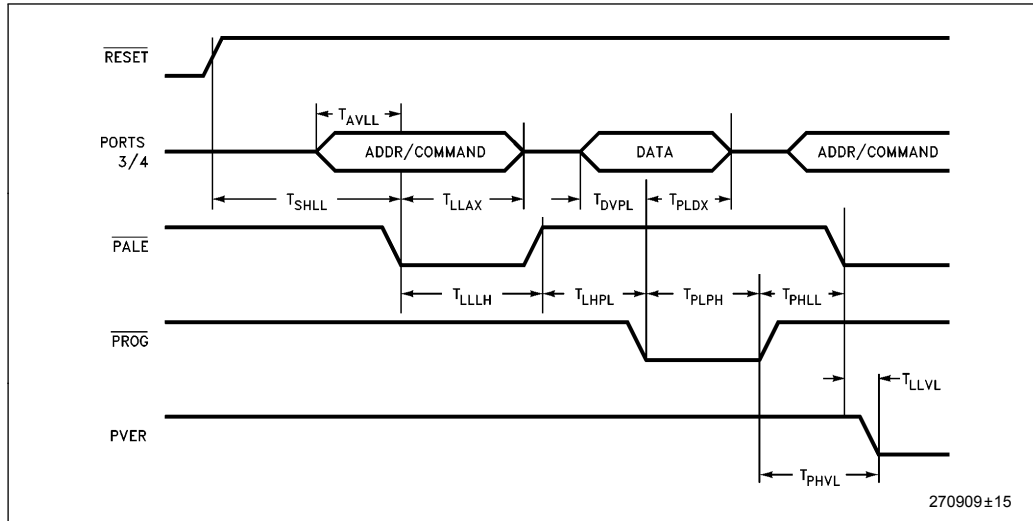 RESET
T_AVLL
PORTS 3/4
ADDR/COMMAND
DATA
ADDR/COMMAND
T_SHLL
T_LLAX
T_DVPL
T_PLDX
PALE
T_LLLH
T_LHPL
T_PLPH
T_PHLL
PROG
T_LLVL
PVER
T_PHVL
270909±15